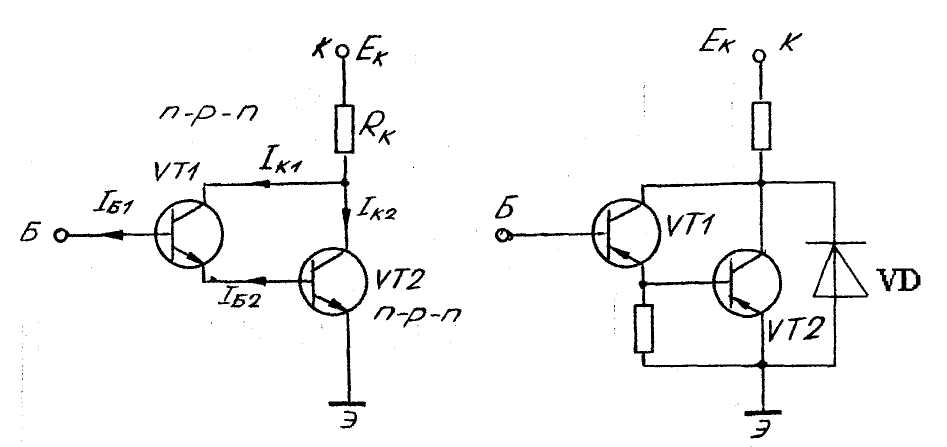 К Eк
n-p-n
Rк
VT1
Iк1
IБ1
Iк2
Б
VT2
IБ2
n-p-n
Э
Eк К
Б
VT1
VD
VT2
Э